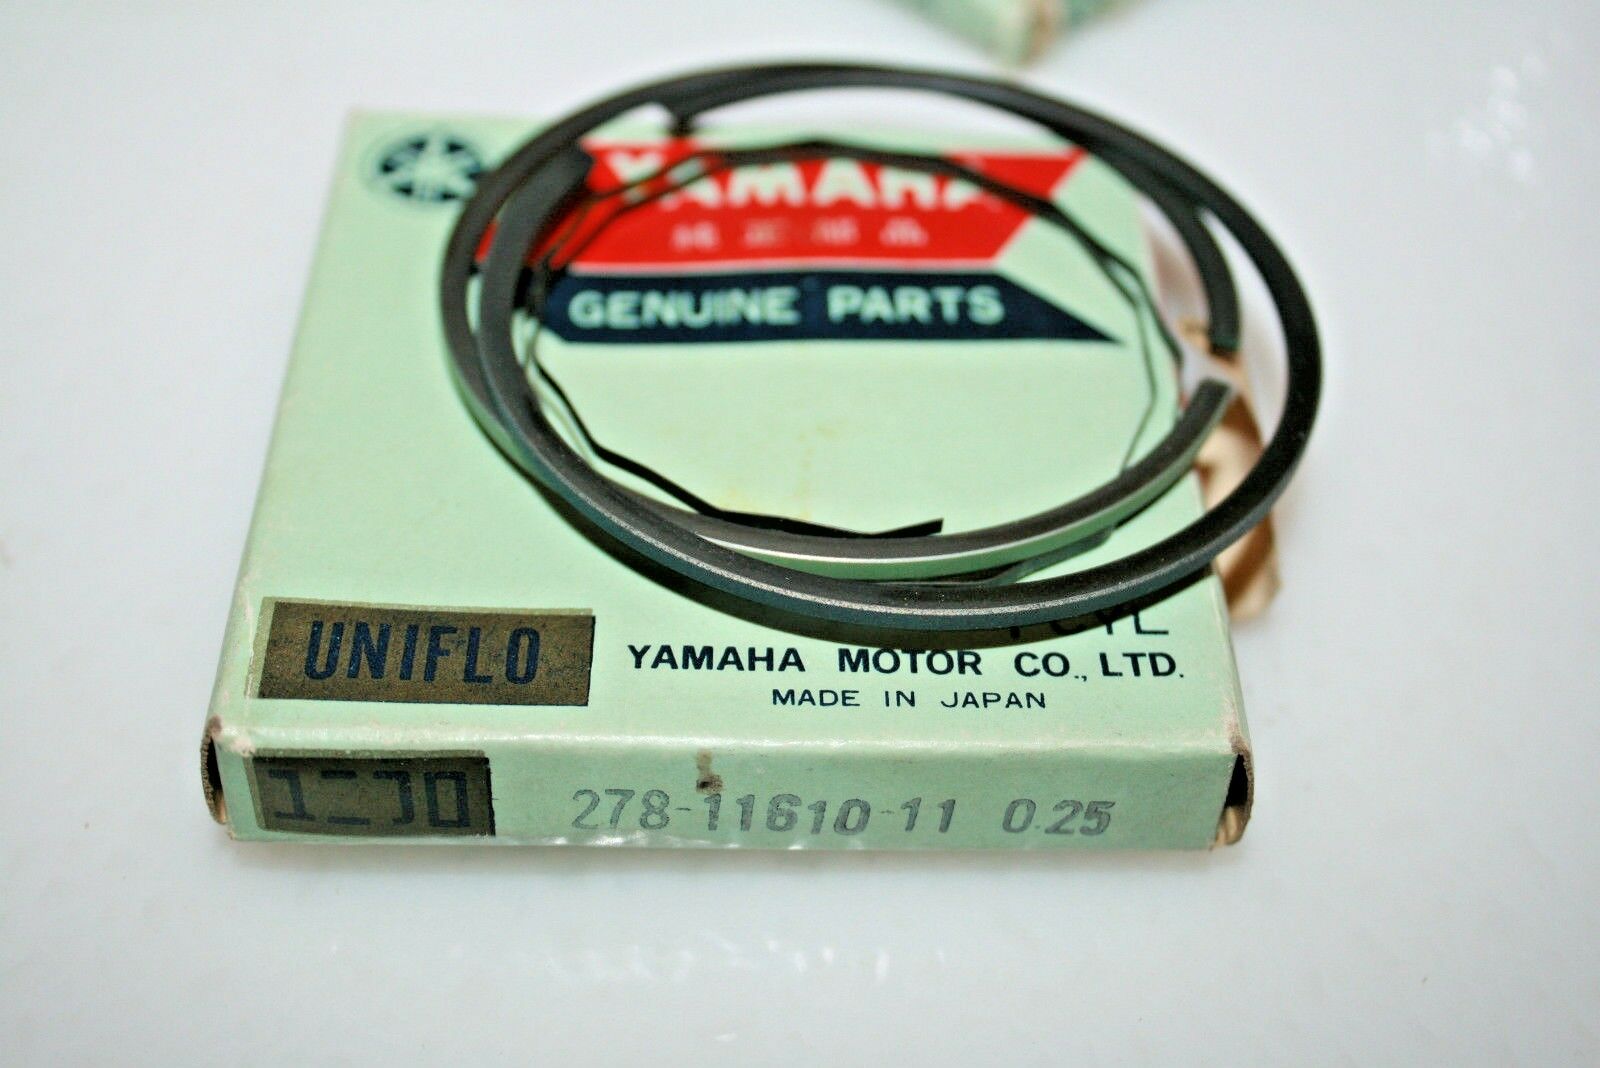 YAMAHA
GENUINE PARTS
UNIFLO
YAMAHA MOTOR CO., LTD.
MADE IN JAPAN
278-11610-11 0.25